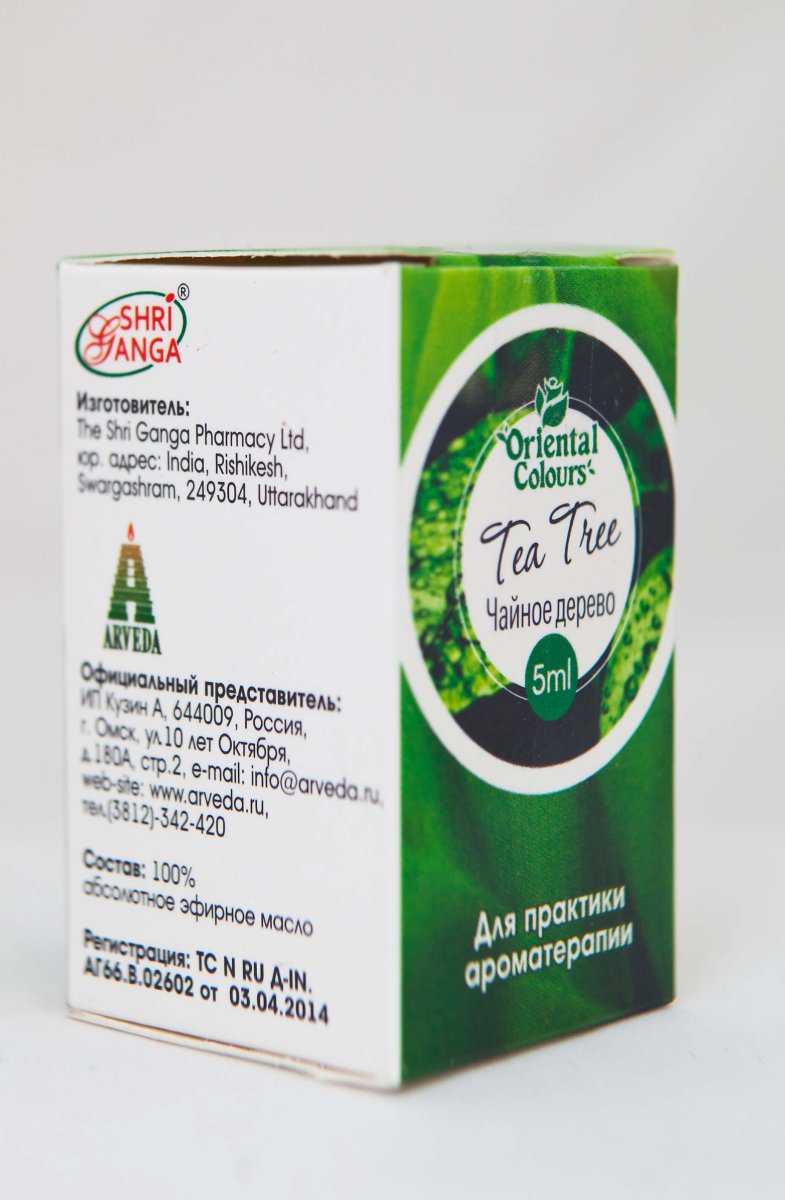 SHRI
GANGA
®
Изготовитель:
The Shri Ganga Pharmacy Ltd,
юр. адрес: India, Rishikesh,
Swargashram, 249304, Uttarakhand
ARVEDA
Официальный представитель:
ИП Кузин А, 644009, Россия,
г. Омск, ул.10 лет Октября,
д.180А, стр.2, e-mail: info@arveda.ru,
web-site: www.arveda.ru,
тел.(3812)-342-420
Состав: 100%
абсолютное эфирное масло
Регистрация: ТС N RU Д-IN.
АГ66.В.02602 от 03.04.2014
Oriental
Colours
Tea Tree
Чайное дерево
5ml
Для практики
ароматерапии